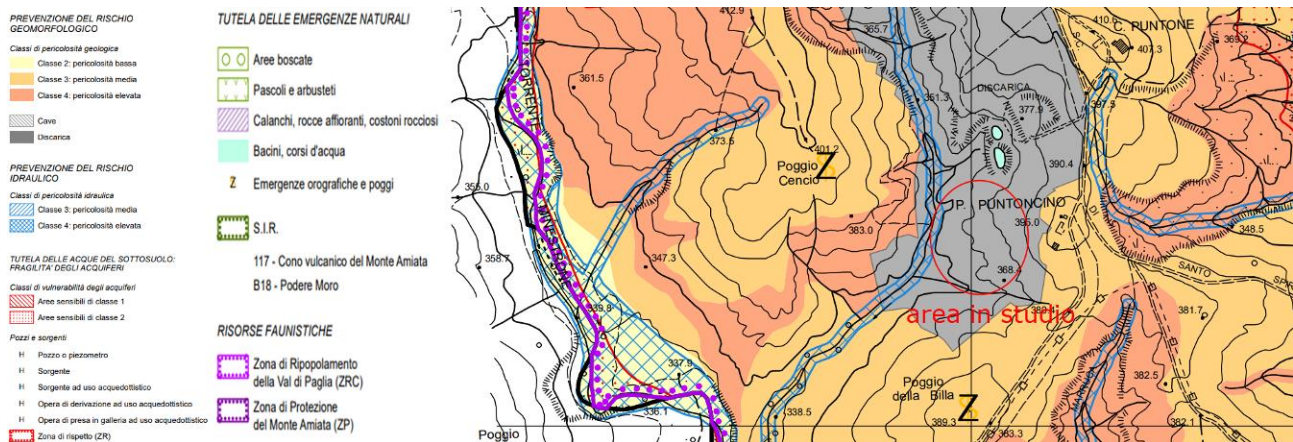 PREVENZIONE DEL RISCHIO
GEOMORFOLOGICO
Classi di pericolosità geologica
Classe 2: pericolosità bassa
Classe 3: pericolosità media
Classe 4: pericolosità elevata
Cave
Discarica
PREVENZIONE DEL RISCHIO
IDRAULICO
Classi di pericolosità idraulica
Classe 3: pericolosità media
Classe 4: pericolosità elevata
TUTELA DELLE ACQUE DEL SOTTOSUOLO:
FRAGILITA' DEGLI ACQUIFERI
Classi di vulnerabilità degli acquiferi
Aree sensibili di classe 1
Aree sensibili di classe 2
Pozzi e sorgenti
H Pozzo o piezometro
H Sorgente
H Sorgente ad uso acquedottistico
H Opera di derivazione ad uso acquedottistico
H Opera di presa in galleria ad uso acquedottistico
Zona di rispetto (ZR)
TUTELA DELLE EMERGENZE NATURALI
Aree boscate
Pascoli e arbusteti
Calanchi, rocce affioranti, costoni rocciosi
Bacini, corsi d'acqua
Z Emergenze orografiche e poggi
S.I.R.
117 - Cono vulcanico del Monte Amiata
B18 - Podere Moro
RISORSE FAUNISTICHE
Zona di Ripopolamento
della Val di Paglia (ZRC)
Zona di Protezione
del Monte Amiata (ZP)
412.9
365.7
410.6
C. PUNTONE
407.3
369.3
361.5
TORRENTE
351.3
DISCARICA
377.9
397.5
373.5
401.2
Poggio
Cencio
Z
390.4
355.0
MINESTRONE
P. PUNTONCINO
395.0
383.0
348.5
358.7
347.3
368.4
DI
SANTO
339.8
area in studio
381.7
337.9
382.5
Poggio
della Billa
Z
336.1
338.5
389.3
383.3
382.1
Poggio